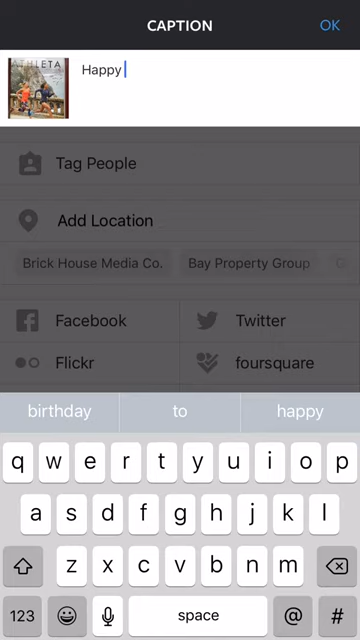 CAPTION OK
ATHLETA
Happy
Tag People
Add Location
Brick House Media Co. Bay Property Group
Facebook Twitter
Flickr foursquare
birthday to happy
q w e r t y u i o p
a s d f g h j k l
z x c v b n m
123 space @ #